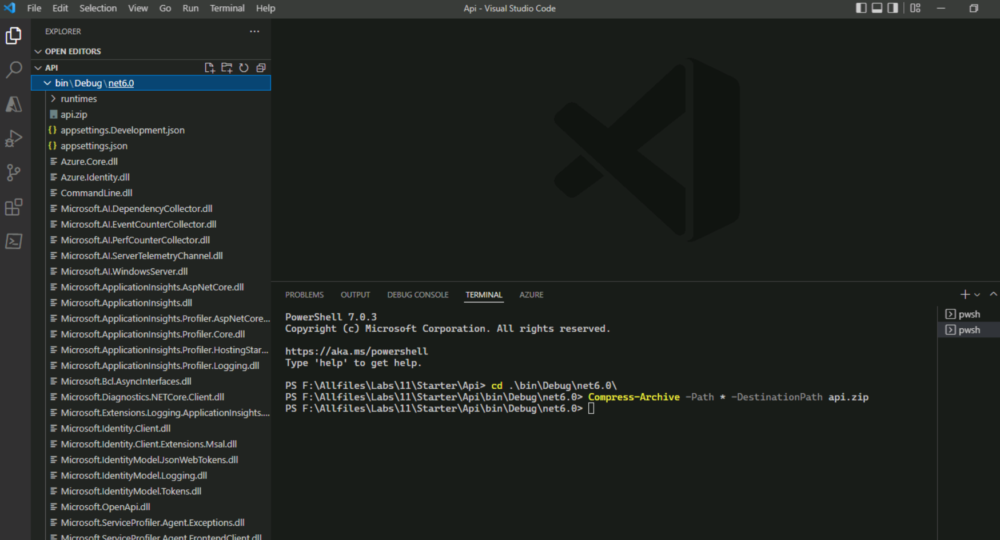 File Edit Selection View Go Run Terminal Help
Api - Visual Studio Code
EXPLORER
OPEN EDITORS
API
bin\Debug\net6.0
runtimes
api.zip
{} appsettings.Development.json
{} appsettings.json
Azure.Core.dll
Azure.Identity.dll
CommandLine.dll
Microsoft.AI.DependencyCollector.dll
Microsoft.AI.EventCounterCollector.dll
Microsoft.AI.PerfCounterCollector.dll
Microsoft.AI.ServerTelemetryChannel.dll
Microsoft.AI.WindowsServer.dll
Microsoft.ApplicationInsights.AspNetCore.dll
Microsoft.ApplicationInsights.dll
Microsoft.ApplicationInsights.Profiler.AspNetCore...
Microsoft.ApplicationInsights.Profiler.Core.dll
Microsoft.ApplicationInsights.Profiler.HostingStar...
Microsoft.ApplicationInsights.Profiler.Logging.dll
Microsoft.Bcl.AsyncInterfaces.dll
Microsoft.Diagnostics.NETCore.Client.dll
Microsoft.Extensions.Logging.ApplicationInsights....
Microsoft.Identity.Client.dll
Microsoft.Identity.Client.Extensions.Msal.dll
Microsoft.IdentityModel.JsonWebTokens.dll
Microsoft.IdentityModel.Logging.dll
Microsoft.IdentityModel.Tokens.dll
Microsoft.OpenApi.dll
Microsoft.ServiceProfiler.Agent.Exceptions.dll
Microsoft.ServiceProfiler.Agent.FrontendClient.dll
PROBLEMS OUTPUT DEBUG CONSOLE TERMINAL AZURE
PowerShell 7.0.3
Copyright (c) Microsoft Corporation. All rights reserved.
https://aka.ms/powershell
Type 'help' to get help.
PS F:\Allfiles\Labs\11\Starter\Api> cd .\bin\Debug\net6.0\
PS F:\Allfiles\Labs\11\Starter\Api\bin\Debug\net6.0> Compress-Archive -Path * -DestinationPath api.zip
PS F:\Allfiles\Labs\11\Starter\Api\bin\Debug\net6.0>
pwsh
pwsh